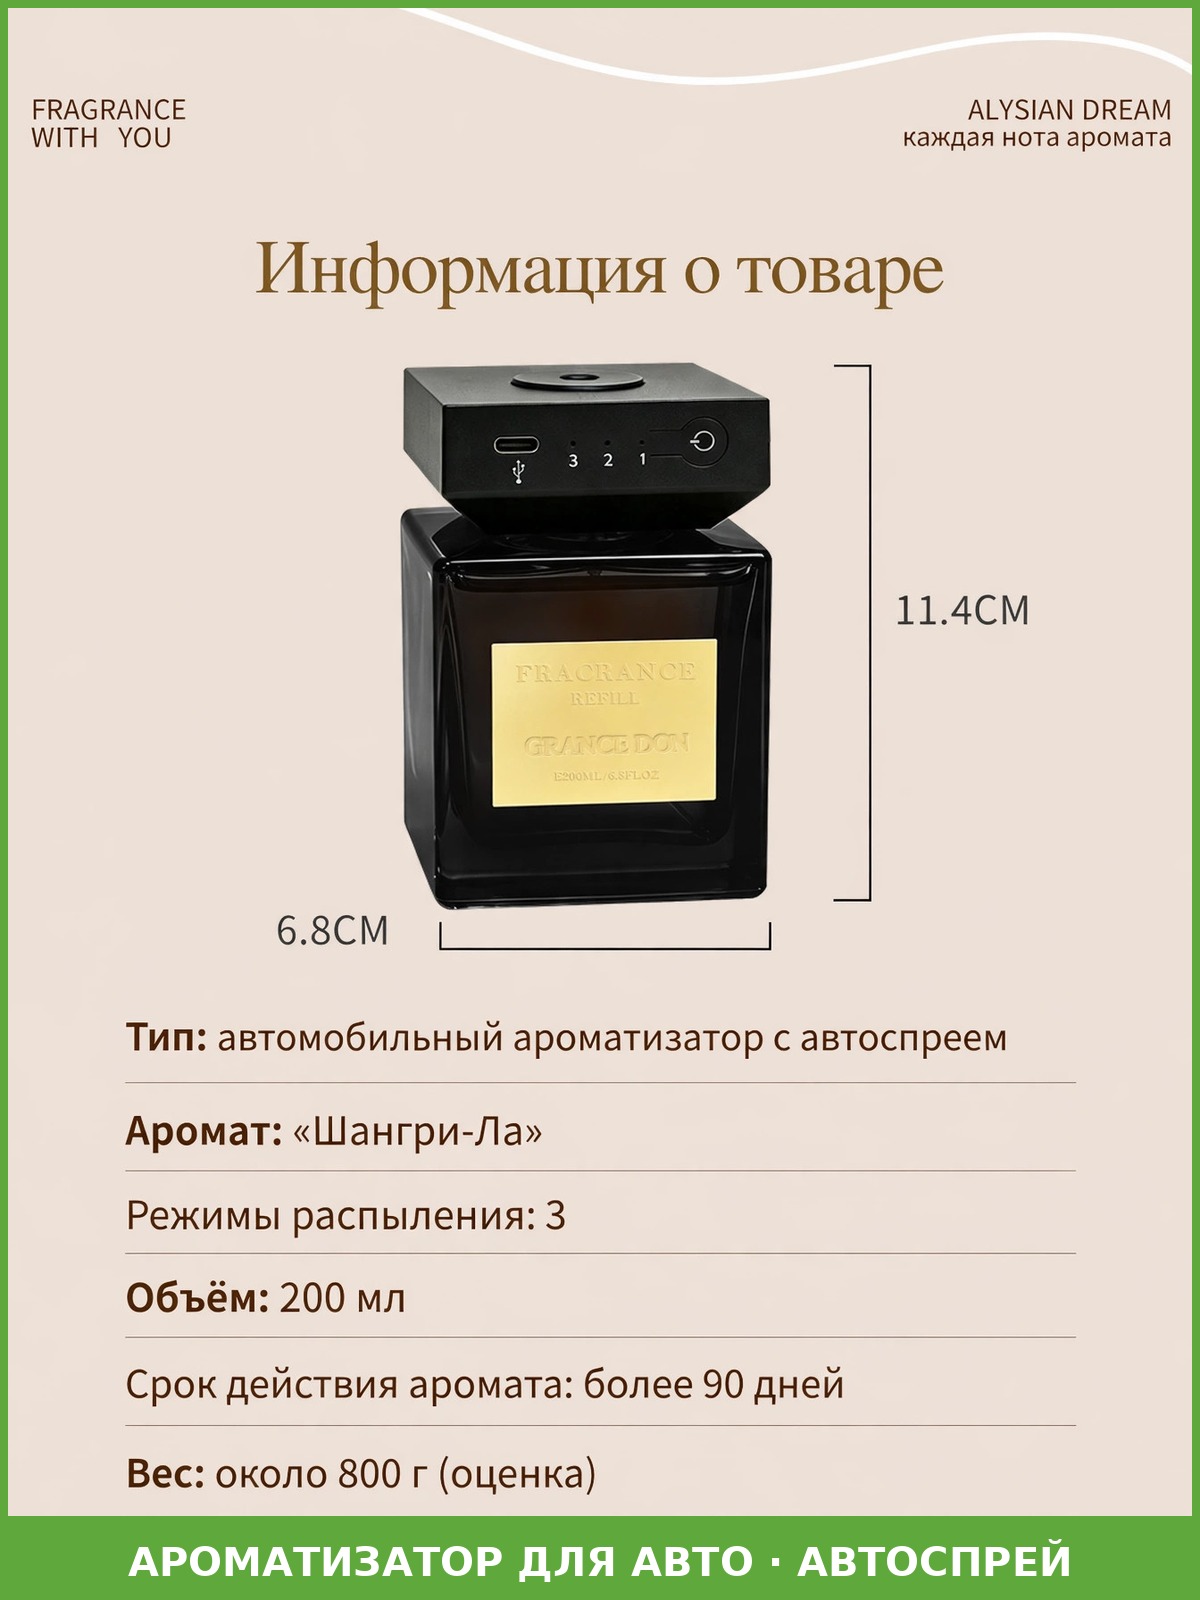 FRAGRANCE
WITH YOU
ALYSIAN DREAM
каждая нота аромата
Информация о товаре
3 2 1
FRAGRANCE
REFILL
GRANCE DON
E200ML/6.8FLOZ
11.4CM
6.8CM
Тип: автомобильный ароматизатор с автоспреем
Аромат: «Шангри-Ла»
Режимы распыления: 3
Объём: 200 мл
Срок действия аромата: более 90 дней
Вес: около 800 г (оценка)
АРОМАТИЗАТОР ДЛЯ АВТО · АВТОСПРЕЙ